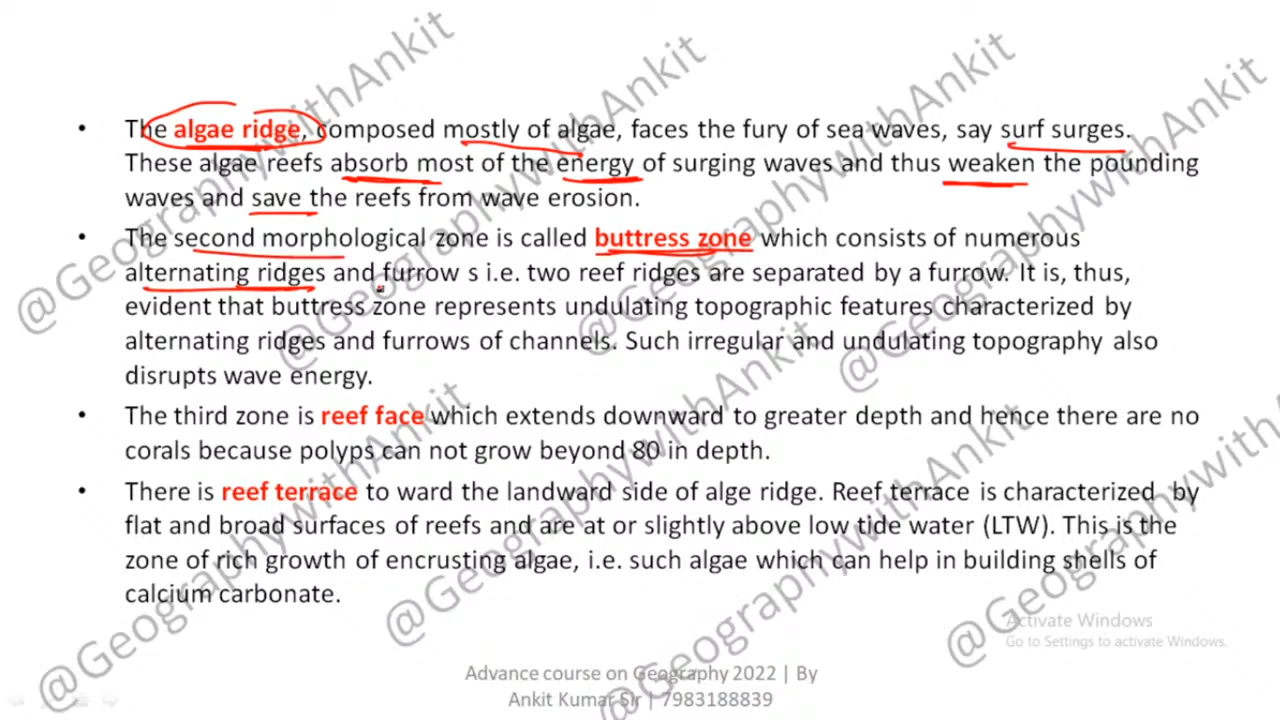 • The algae ridge, composed mostly of algae, faces the fury of sea waves, say surf surges.
These algae reefs absorb most of the energy of surging waves and thus weaken the pounding
waves and save the reefs from wave erosion.
• The second morphological zone is called buttress zone which consists of numerous
alternating ridges and furrow s i.e. two reef ridges are separated by a furrow. It is, thus,
evident that buttress zone represents undulating topographic features characterized by
alternating ridges and furrows of channels. Such irregular and undulating topography also
disrupts wave energy.
• The third zone is reef face which extends downward to greater depth and hence there are no
corals because polyps can not grow beyond 80 in depth.
• There is reef terrace to ward the landward side of alge ridge. Reef terrace is characterized by
flat and broad surfaces of reefs and are at or slightly above low tide water (LTW). This is the
zone of rich growth of encrusting algae, i.e. such algae which can help in building shells of
calcium carbonate.
@GeographywithAnkit
@GeographywithAnkit
@GeographywithAnkit
@GeographywithAnkit
@GeographywithAnkit
@GeographywithAnkit
@GeographywithAnkit
@Geographywith
Activate Windows
Go to Settings to activate Windows.
Advance course on Geography 2022 | By
Ankit Kumar Sir | 7983188839